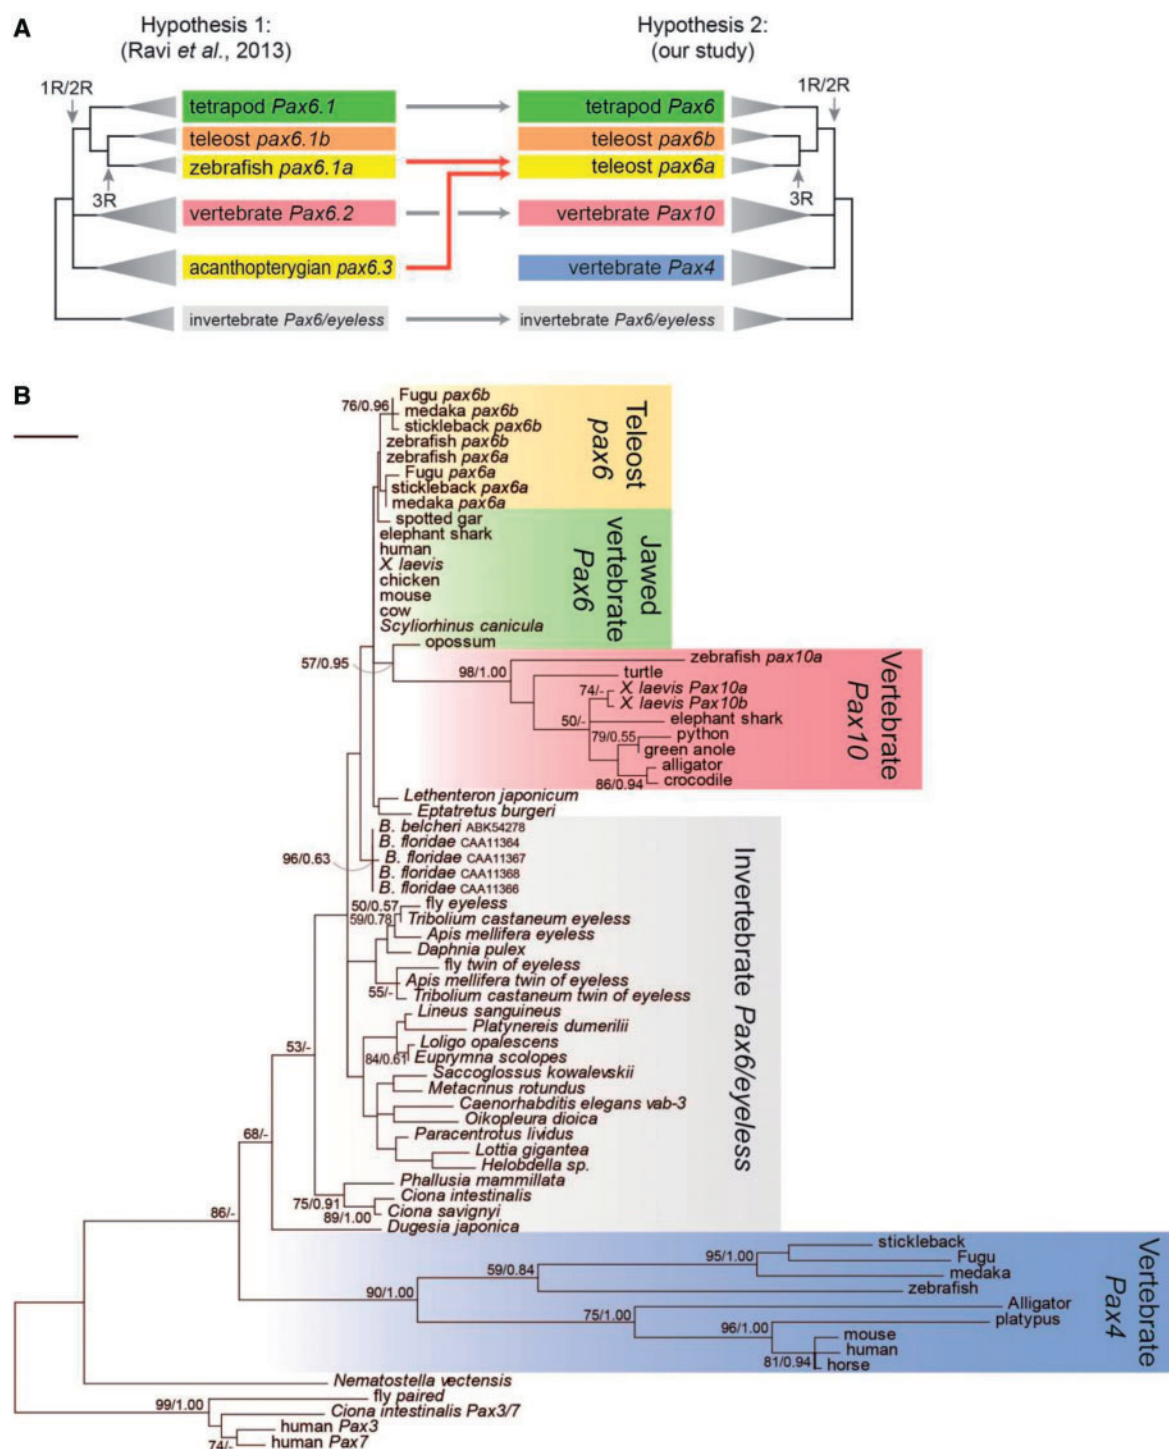 A
Hypothesis 1:
(Ravi et al., 2013)
Hypothesis 2:
(our study)
1R/2R
1R/2R
tetrapod Pax6.1
tetrapod Pax6
teleost pax6.1b
teleost pax6b
zebrafish pax6.1a
teleost pax6a
3R
3R
vertebrate Pax6.2
vertebrate Pax10
acanthopterygian pax6.3
vertebrate Pax4
invertebrate Pax6/eyeless
invertebrate Pax6/eyeless
B
Teleost
pax6
76/0.96
Fugu pax6b
medaka pax6b
stickleback pax6b
zebrafish pax6b
zebrafish pax6a
Fugu pax6a
stickleback pax6a
medaka pax6a
Jawed
vertebrate
Pax6
spotted gar
elephant shark
human
X. laevis
chicken
mouse
cow
Scyliorhinus canicula
opossum
57/0.95
Vertebrate
Pax10
98/1.00
zebrafish pax10a
turtle
74/-
X. laevis Pax10a
X. laevis Pax10b
50/-
elephant shark
79/0.55
python
green anole
alligator
86/0.94
crocodile
Lethenteron japonicum
Eptatretus burgeri
Invertebrate Pax6/eyeless
B. belcheri ABK54278
B. floridae CAA11364
96/0.63
B. floridae CAA11367
B. floridae CAA11368
B. floridae CAA11366
50/0.57
fly eyeless
59/0.78
Tribolium castaneum eyeless
Apis mellifera eyeless
Daphnia pulex
fly twin of eyeless
Apis mellifera twin of eyeless
55/-
Tribolium castaneum twin of eyeless
Lineus sanguineus
Platynereis dumerilii
Loligo opalescens
84/0.61
Euprymna scolopes
53/-
Saccoglossus kowalevskii
Metacrinus rotundus
Caenorhabditis elegans vab-3
Oikopleura dioica
Paracentrotus lividus
68/-
Lottia gigantea
Helobdella sp.
Phallusia mammillata
75/0.91
Ciona intestinalis
89/1.00
Ciona savignyi
86/-
Dugesia japonica
Vertebrate
Pax4
stickleback
95/1.00
Fugu
59/0.84
medaka
90/1.00
zebrafish
Alligator
75/1.00
platypus
96/1.00
mouse
human
81/0.94
horse
Nematostella vectensis
99/1.00
fly paired
Ciona intestinalis Pax3/7
human Pax3
74/-
human Pax7